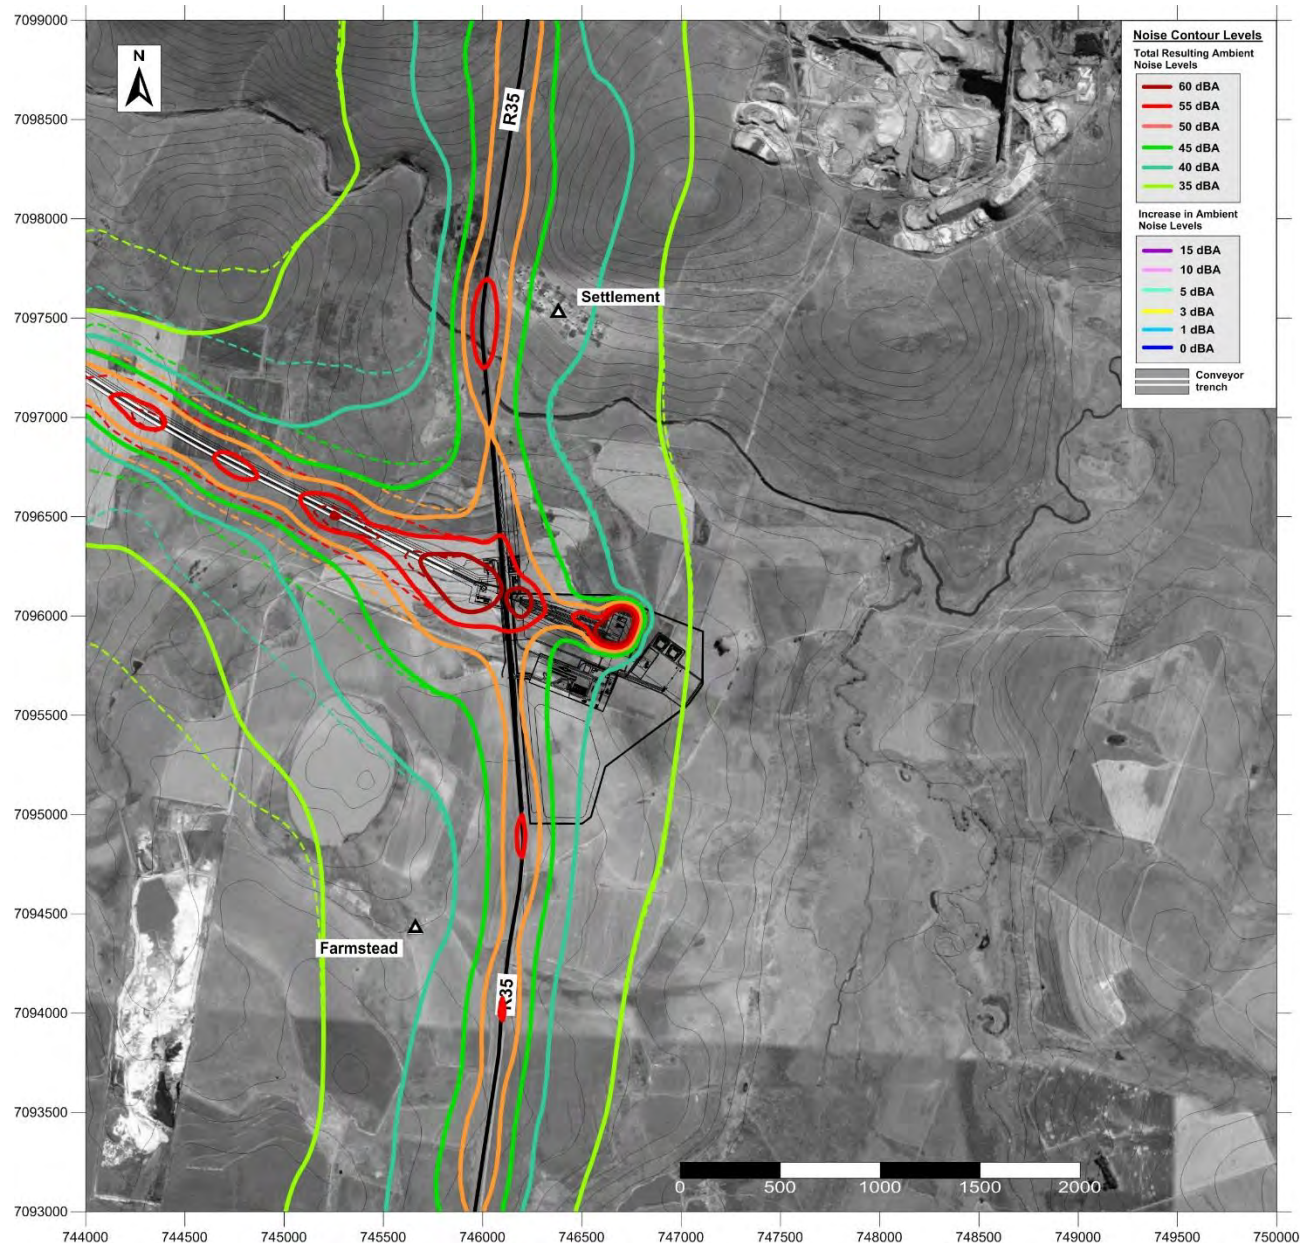 7099000
7098500
7098000
7097500
7097000
7096500
7096000
7095500
7095000
7094500
7094000
7093500
7093000
N
R35
Settlement
Farmstead
R35
Noise Contour Levels
Total Resulting Ambient
Noise Levels
60 dBA
55 dBA
50 dBA
45 dBA
40 dBA
35 dBA
Increase in Ambient
Noise Levels
15 dBA
10 dBA
5 dBA
3 dBA
1 dBA
0 dBA
Conveyor
trench
0 500 1000 1500 2000
744000 744500 745000 745500 746000 746500 747000 747500 748000 748500 749000 749500 750000